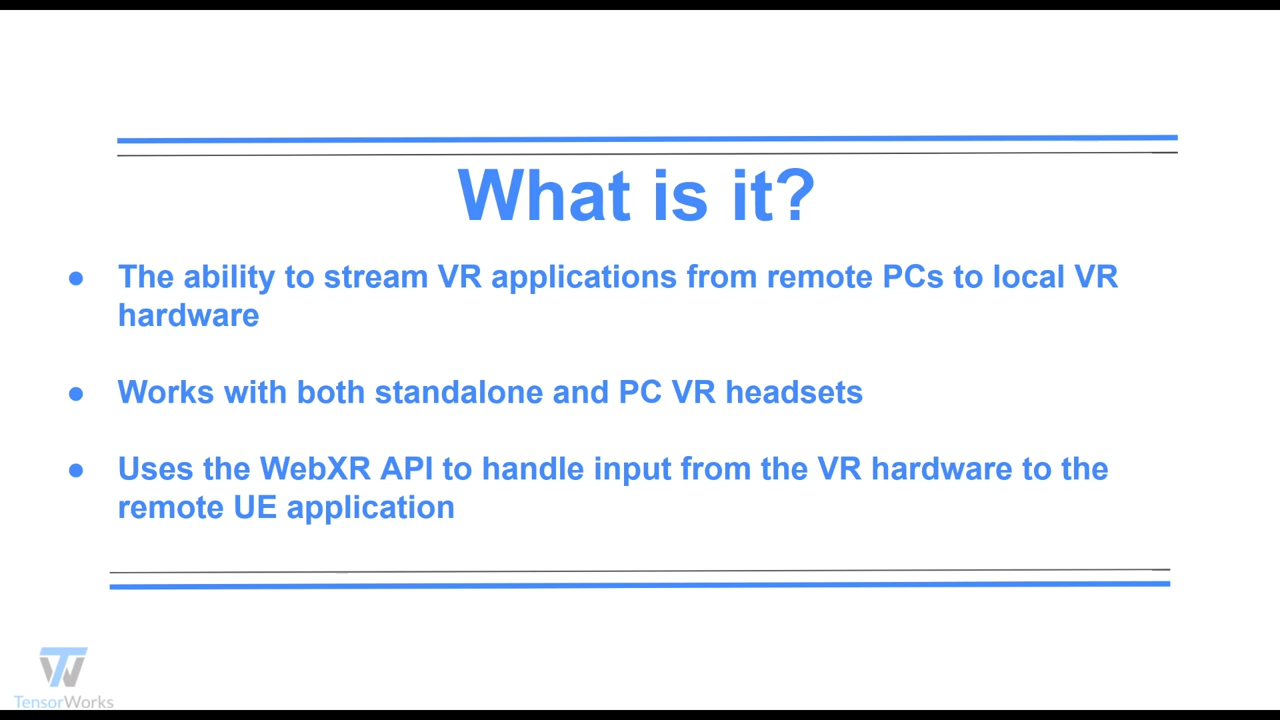 What is it?
● The ability to stream VR applications from remote PCs to local VR
hardware
● Works with both standalone and PC VR headsets
● Uses the WebXR API to handle input from the VR hardware to the
remote UE application
TW
TensorWorks